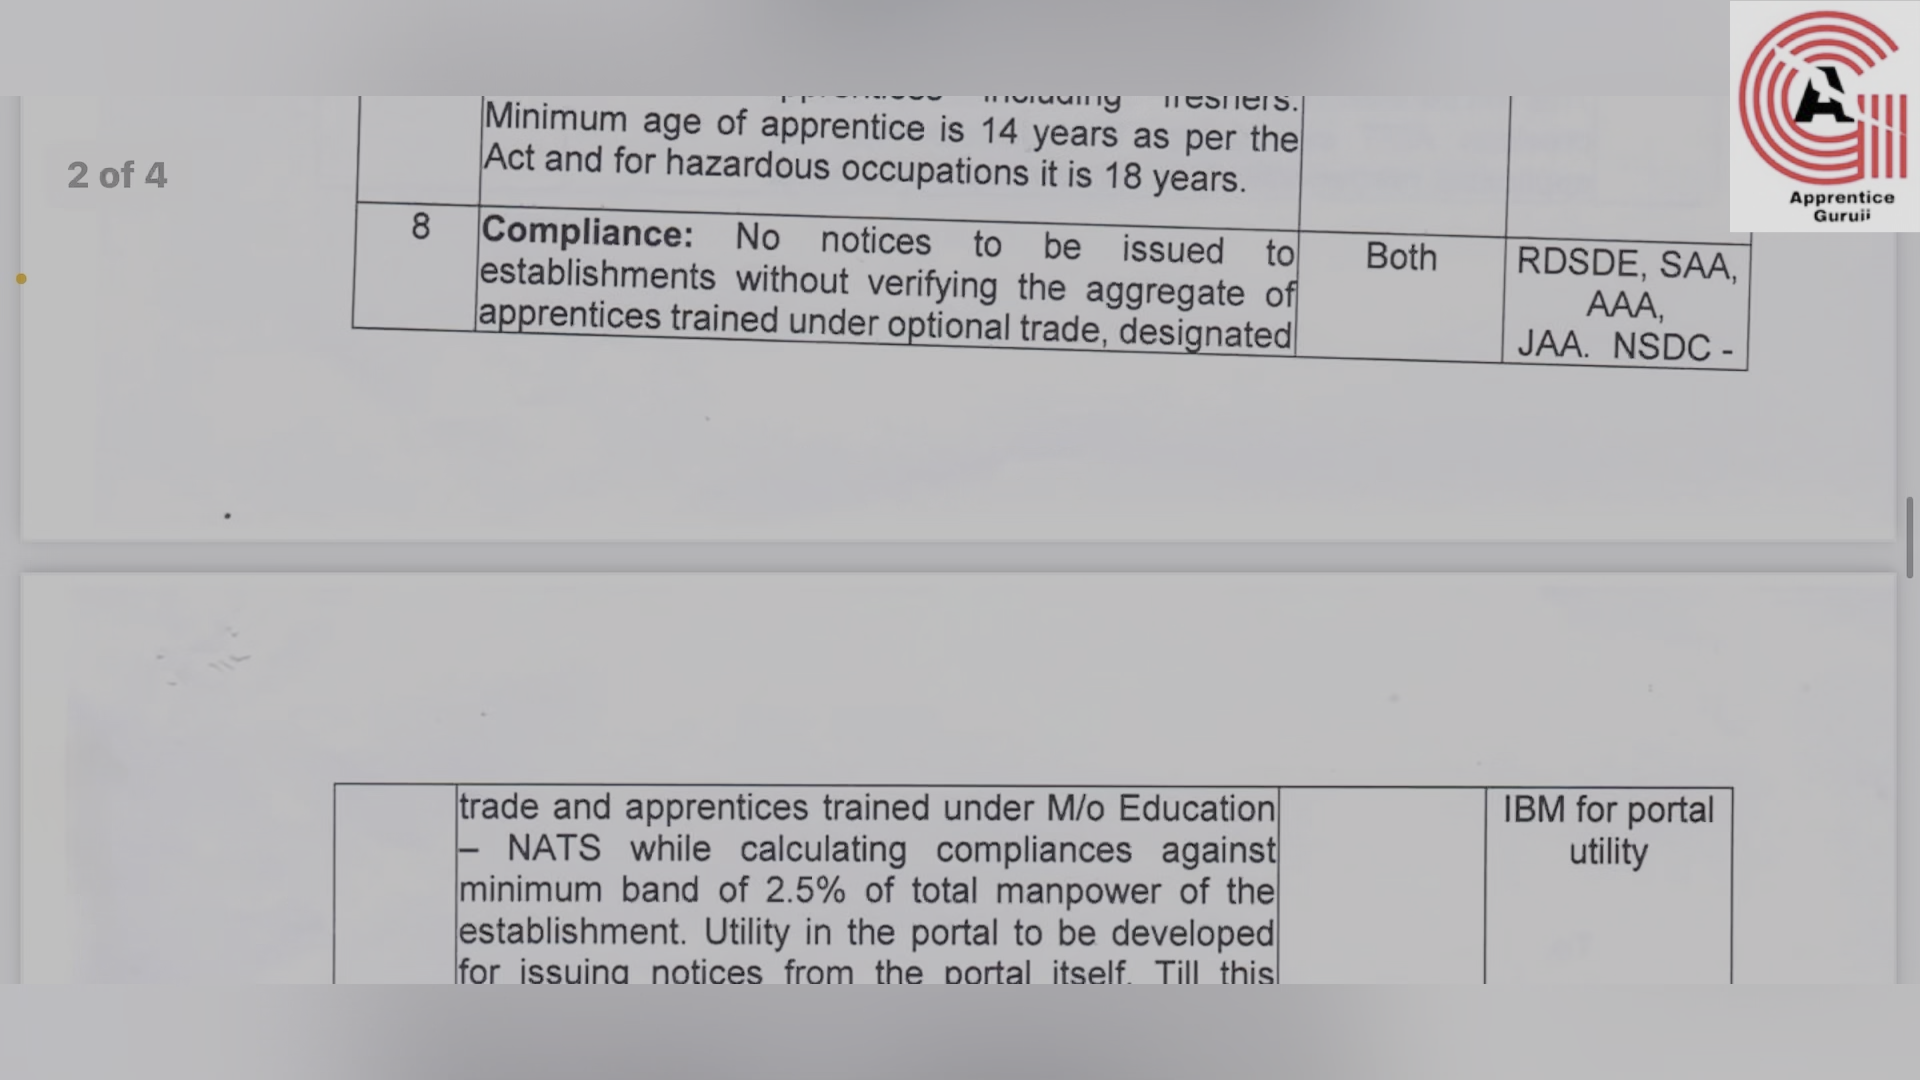 including freshers.
Minimum age of apprentice is 14 years as per the
Act and for hazardous occupations it is 18 years.
2 of 4
8
Compliance: No notices to be issued to
establishments without verifying the aggregate of
apprentices trained under optional trade, designated
Both
RDSDE, SAA,
AAA,
JAA. NSDC -
trade and apprentices trained under M/o Education
– NATS while calculating compliances against
minimum band of 2.5% of total manpower of the
establishment. Utility in the portal to be developed
for issuing notices from the portal itself. Till this
IBM for portal
utility
A
Apprentice
Guruji